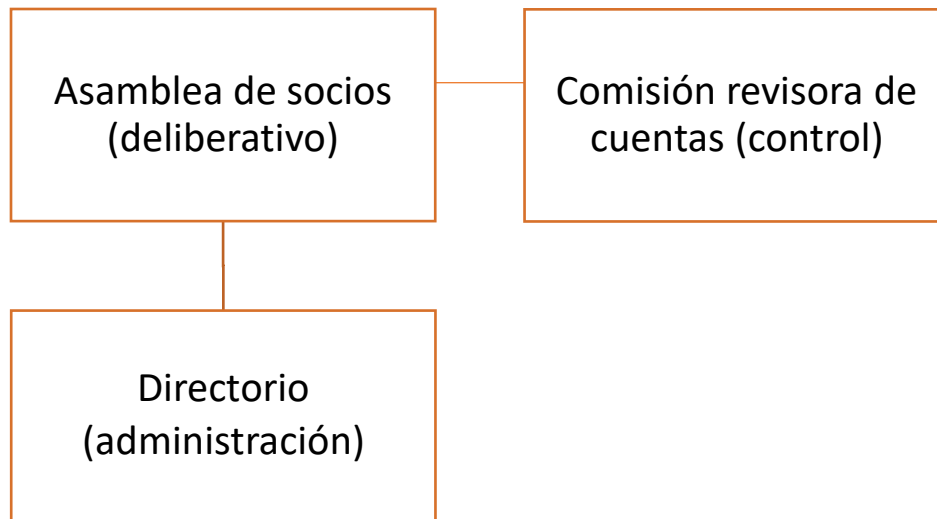 Asamblea de socios
(deliberativo)
Comisión revisora de
cuentas (control)
Directorio
(administración)